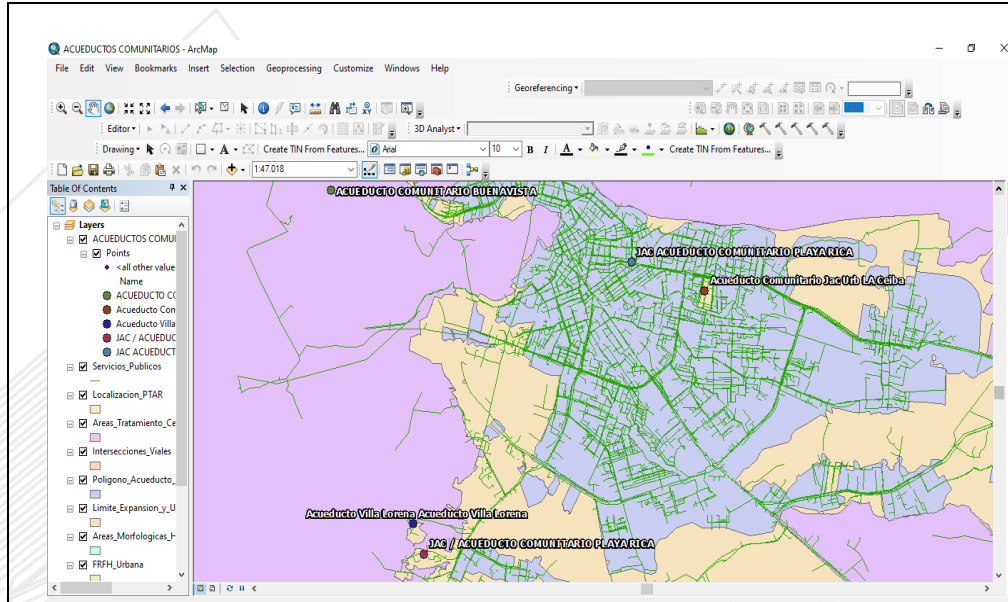 ACUEDUCTOS COMUNITARIOS - ArcMap
File Edit View Bookmarks Insert Selection Geoprocessing Customize Windows Help
Georeferencing
Editor 3D Analyst
Drawing A Create TIN From Features... Arial 10 B I A Create TIN From Features...
1:47.018
Table Of Contents
Layers
ACUEDUCTOS COMU
Points
<all other value
Name
ACUEDUCTO CO
Acueducto Com
Acueducto Villa
JAC / ACUEDUC
JAC ACUEDUCT
Servicios_Publicos
Localizacion_PTAR
Areas_Tratamiento_Ce
Intersecciones_Viales
Poligono_Acueducto_
Limite_Expansion_y_U
Areas_Morfologicas_H
FRFH_Urbana
ACUEDUCTO COMUNITARIO BUENAVISTA
JAC ACUEDUCTO COMUNITARIO PLAYA RICA
Acueducto Comunitario Jac Urb LA Ceiba
Acueducto Villa Lorena Acueducto Villa Lorena
JAC / ACUEDUCTO COMUNITARIO PLAYA RICA